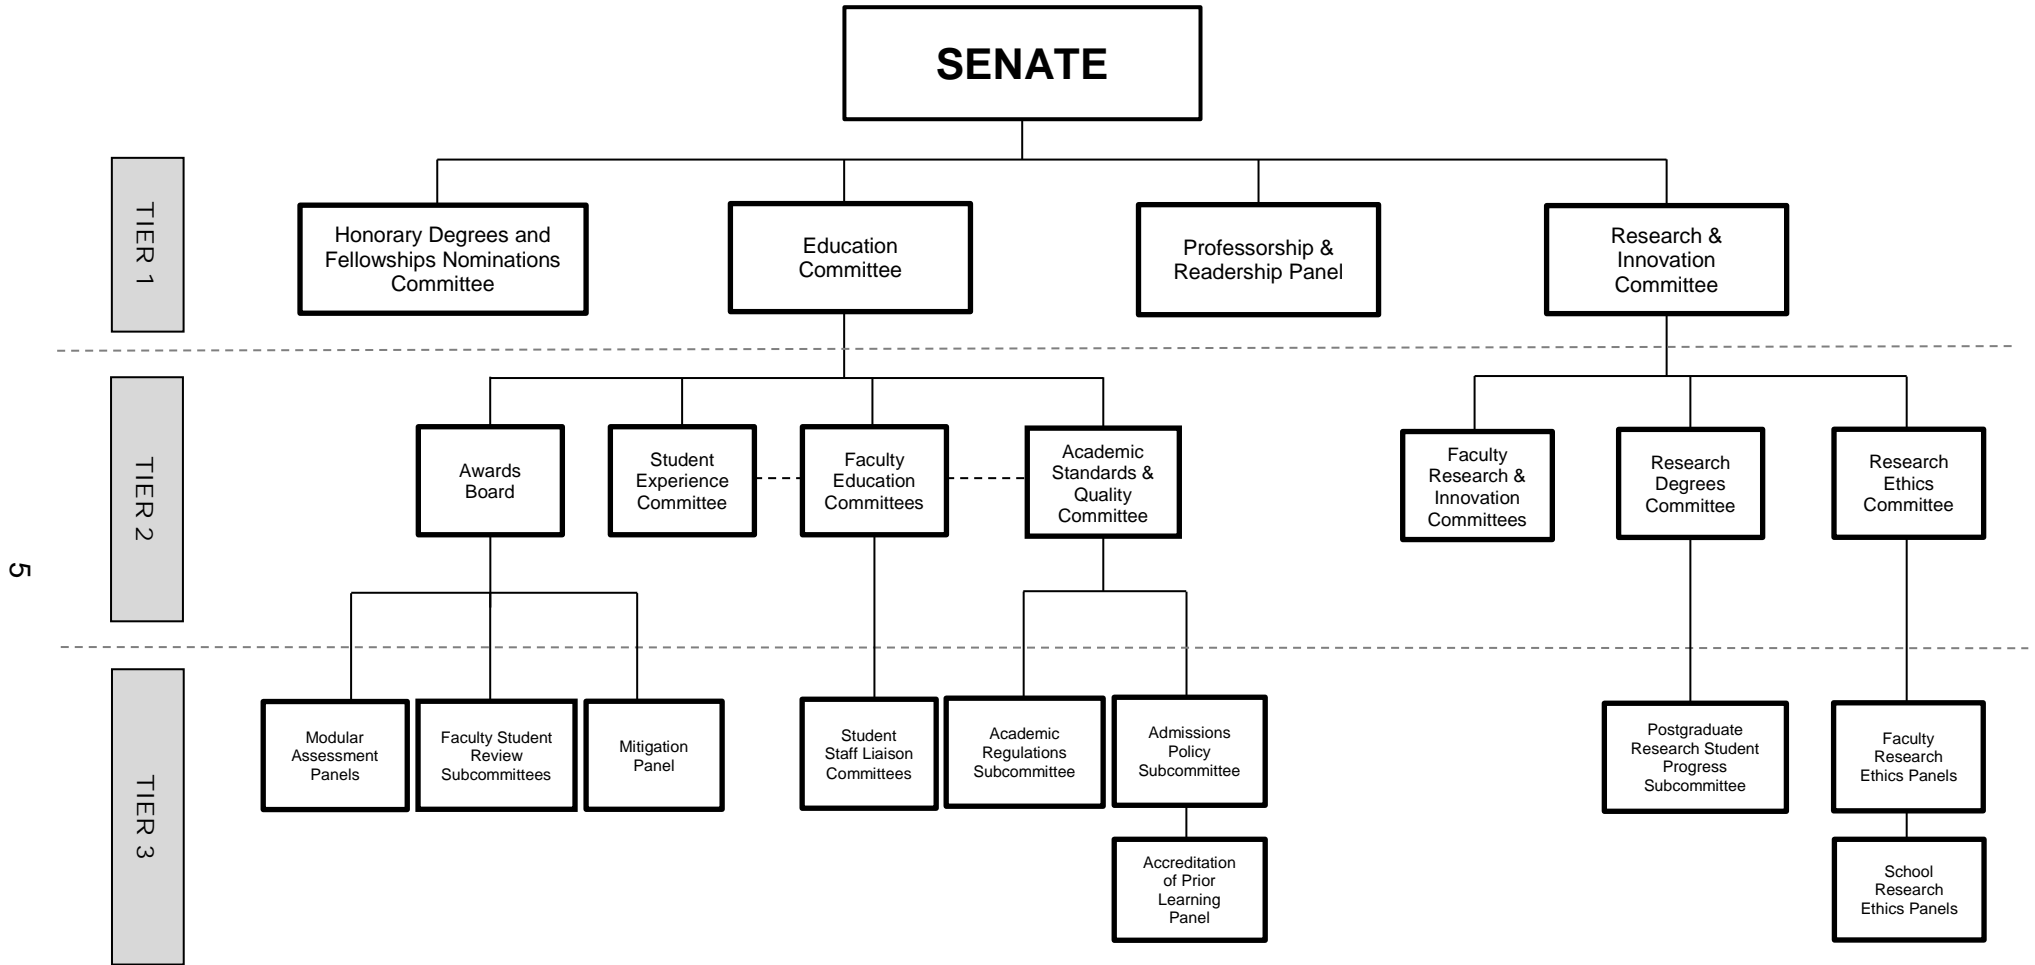 SENATE
TIER 1
Honorary Degrees and
Fellowships Nominations
Committee
Education
Committee
Professorship &
Readership Panel
Research &
Innovation
Committee
TIER 2
Awards
Board
Student
Experience
Committee
Faculty
Education
Committees
Academic
Standards &
Quality
Committee
Faculty
Research &
Innovation
Committees
Research
Degrees
Committee
Research
Ethics
Committee
5
TIER 3
Modular
Assessment
Panels
Faculty Student
Review
Subcommittees
Mitigation
Panel
Student
Staff Liaison
Committees
Academic
Regulations
Subcommittee
Admissions
Policy
Subcommittee
Postgraduate
Research Student
Progress
Subcommittee
Faculty
Research
Ethics Panels
Accreditation
of Prior
Learning
Panel
School
Research
Ethics Panels